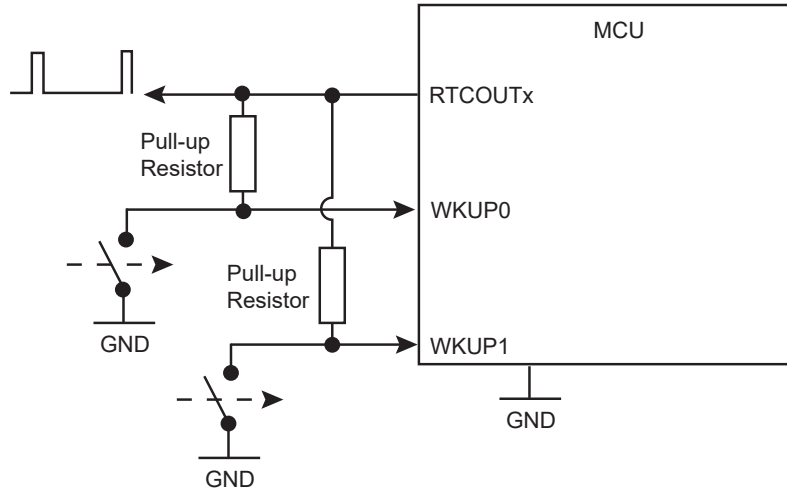 MCU
RTCOUTx
Pull-up
Resistor
WKUP0
Pull-up
Resistor
GND
WKUP1
GND
GND